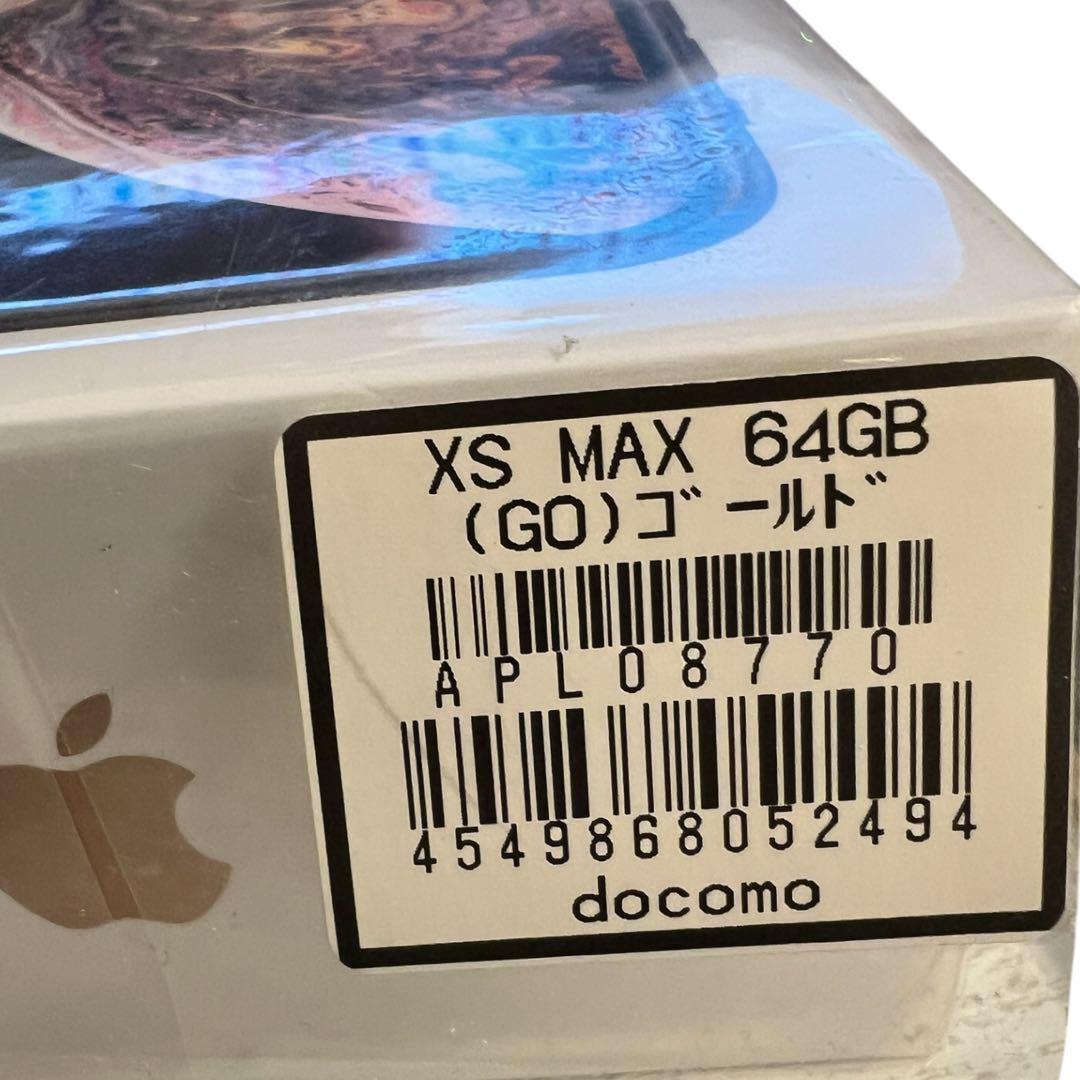 XS MAX 64GB
(GO)ｺﾞｰﾙﾄﾞ
APL08770
4549868052494
docomo